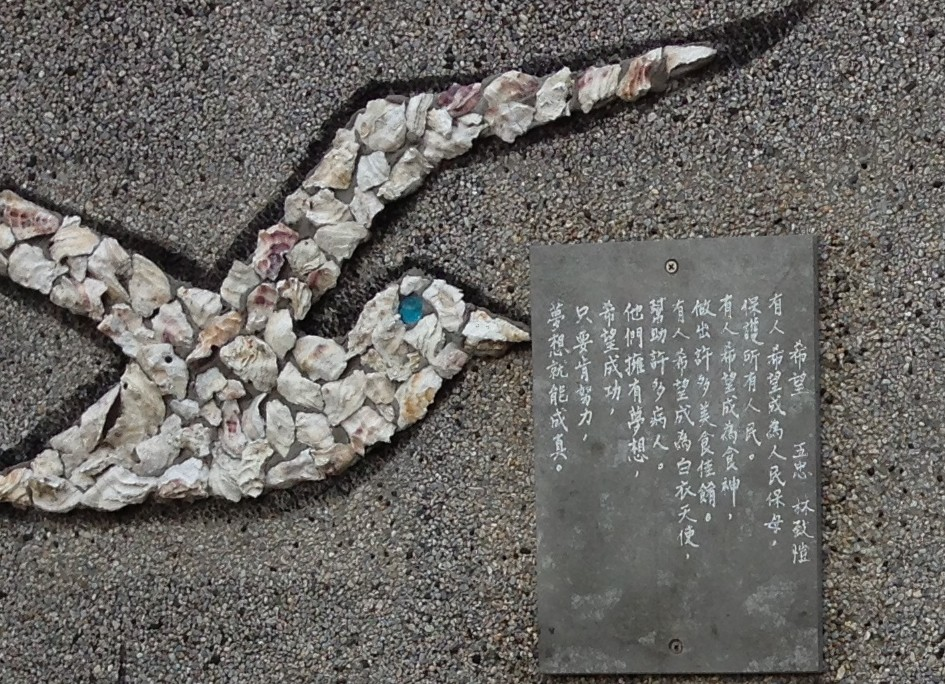 希望 五忠 林致愷
有人希望成為人民保母，
保護所有人民。
有人希望成為食神，
做出許多美食佳餚。
有人希望成為白衣天使，
幫助許多病人。
他們擁有夢想，
希望成功，
只要肯努力，
夢想就能成真。